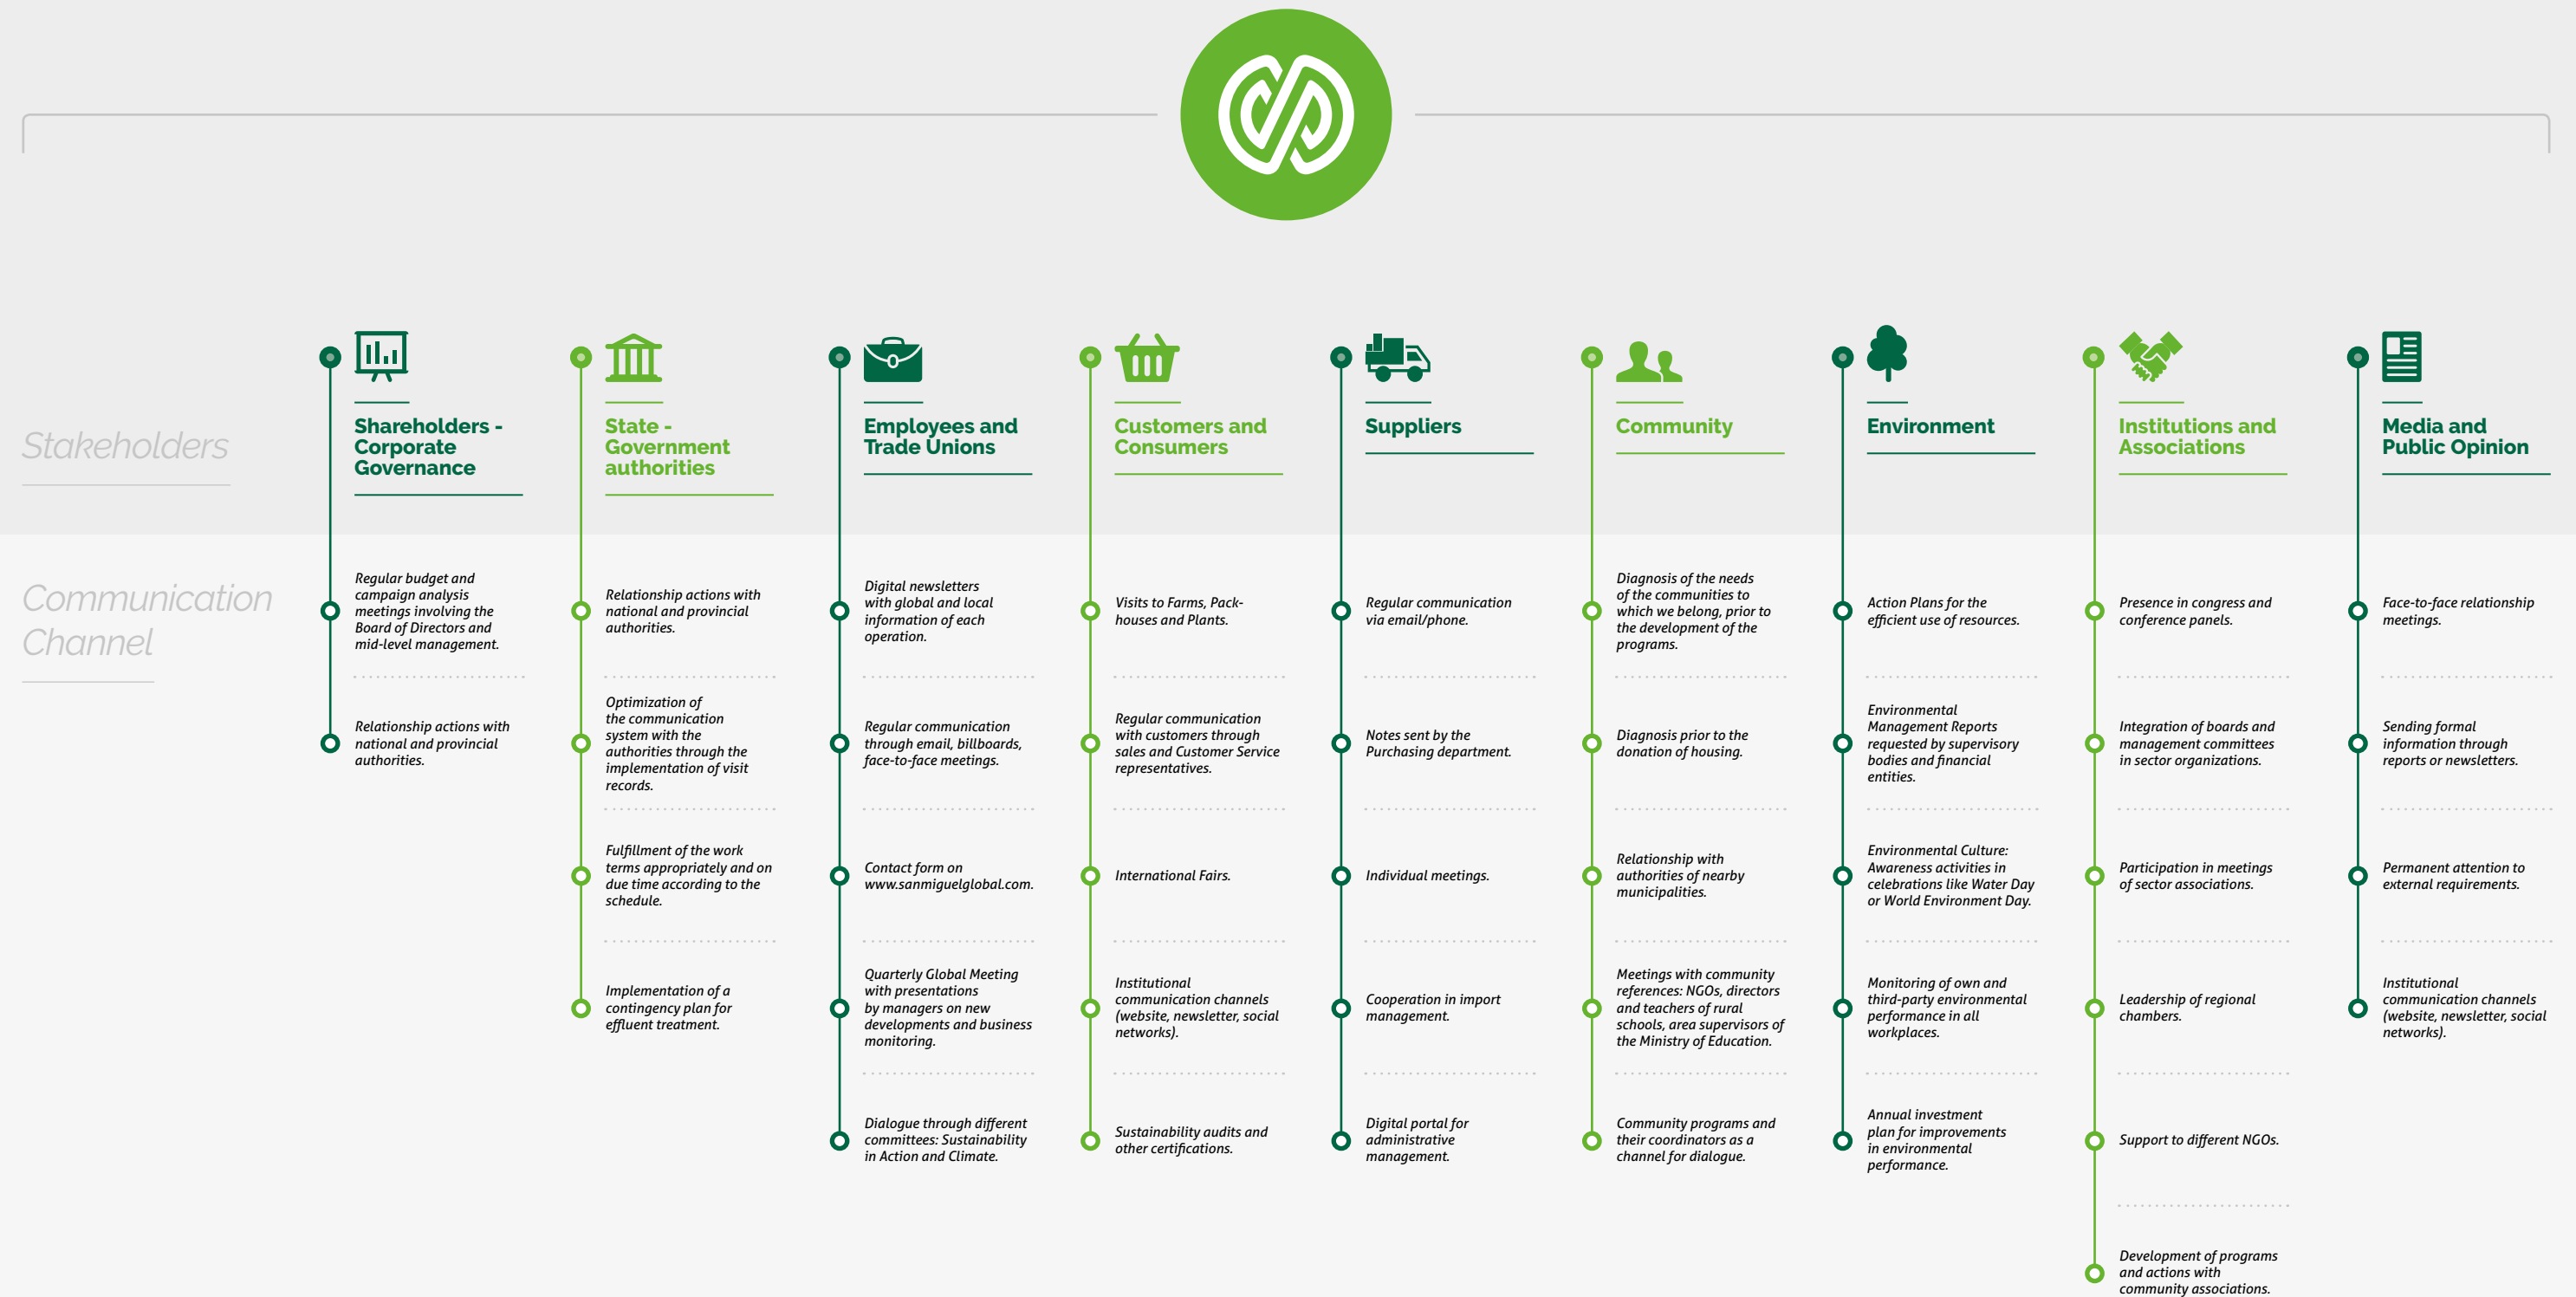 Stakeholders
Shareholders -
Corporate
Governance
State -
Government
authorities
Employees and
Trade Unions
Customers and
Consumers
Suppliers
Community
Environment
Institutions and
Associations
Media and
Public Opinion
Communication
Channel
Regular budget and
campaign analysis
meetings involving the
Board of Directors and
mid-level management.
Relationship actions with
national and provincial
authorities.
Relationship actions with
national and provincial
authorities.
Optimization of
the communication
system with the
authorities through the
implementation of visit
records.
Fulfillment of the work
terms appropriately and on
due time according to the
schedule.
Implementation of a
contingency plan for
effluent treatment.
Digital newsletters
with global and local
information of each
operation.
Regular communication
through email, billboards,
face-to-face meetings.
Contact form on
www.sanmiguelglobal.com.
Quarterly Global Meeting
with presentations
by managers on new
developments and business
monitoring.
Dialogue through different
committees: Sustainability
in Action and Climate.
Visits to Farms, Pack-
houses and Plants.
Regular communication
with customers through
sales and Customer Service
representatives.
International Fairs.
Institutional
communication channels
(website, newsletter, social
networks).
Sustainability audits and
other certifications.
Regular communication
via email/phone.
Notes sent by the
Purchasing department.
Individual meetings.
Cooperation in import
management.
Digital portal for
administrative
management.
Diagnosis of the needs
of the communities to
which we belong, prior to
the development of the
programs.
Diagnosis prior to the
donation of housing.
Relationship with
authorities of nearby
municipalities.
Meetings with community
references: NGOs, directors
and teachers of rural
schools, area supervisors of
the Ministry of Education.
Community programs and
their coordinators as a
channel for dialogue.
Action Plans for the
efficient use of resources.
Environmental
Management Reports
requested by supervisory
bodies and financial
entities.
Environmental Culture:
Awareness activities in
celebrations like Water Day
or World Environment Day.
Monitoring of own and
third-party environmental
performance in all
workplaces.
Annual investment
plan for improvements
in environmental
performance.
Presence in congress and
conference panels.
Integration of boards and
management committees
in sector organizations.
Participation in meetings
of sector associations.
Leadership of regional
chambers.
Support to different NGOs.
Development of programs
and actions with
community associations.
Face-to-face relationship
meetings.
Sending formal
information through
reports or newsletters.
Permanent attention to
external requirements.
Institutional
communication channels
(website, newsletter, social
networks).